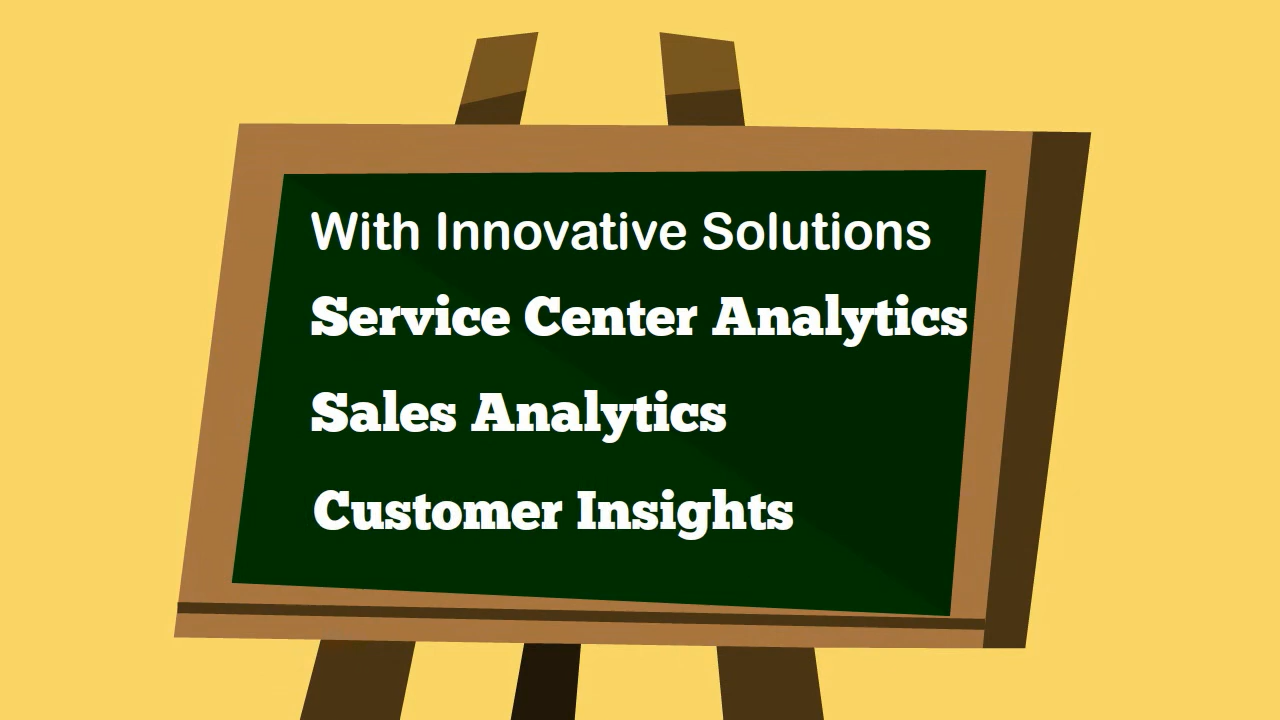 With Innovative Solutions
Service Center Analytics
Sales Analytics
Customer Insights